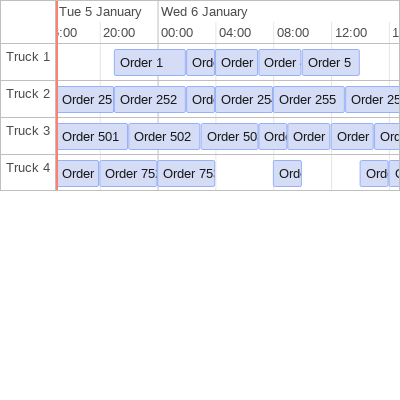 Tue 5 January Wed 6 January
:00 20:00 00:00 04:00 08:00 12:00 1
Truck 1 Order 1 Ord Order Order Order 5
Truck 2 Order 25 Order 252 Ord Order 25 Order 255 Order 25
Truck 3 Order 501 Order 502 Order 50 Ord Order Order Ord
Truck 4 Order Order 75 Order 75 Ord Ord